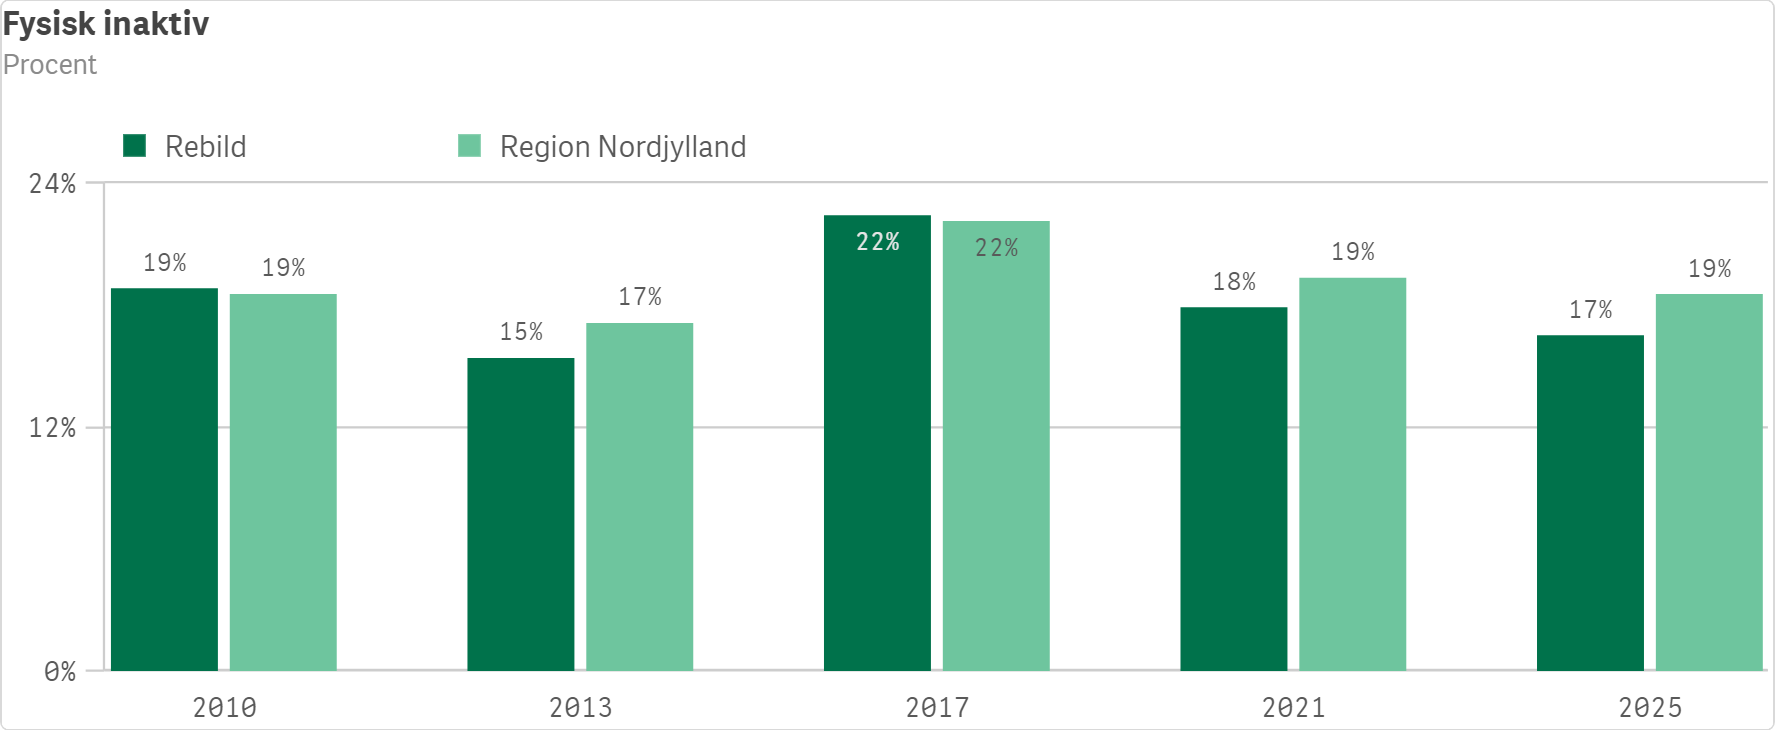 Fysisk inaktiv
Procent
Rebild Region Nordjylland
24%
12%
0%
19% 19% 15% 17% 22% 22% 18% 19% 17% 19%
2010 2013 2017 2021 2025